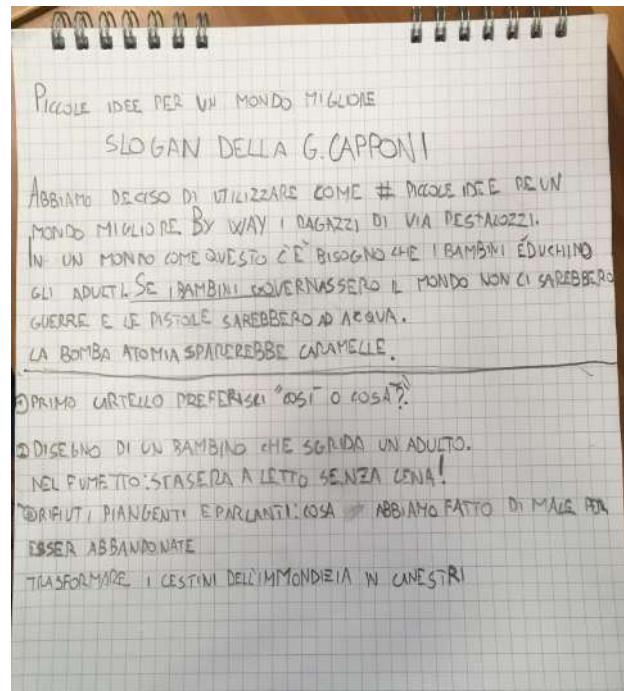 PICCOLE IDEE PER UN MONDO MIGLIORE
SLOGAN DELLA G. CAPPONI
ABBIAMO DECISO DI UTILIZZARE COME # PICCOLE IDEE PE UN
MONDO MIGLIORE. BY WAY I RAGAZZI DI VIA PESTALOZZI.
IN UN MONDO COME QUESTO C'È BISOGNO CHE I BAMBINI ÉDUCHINO
GLI ADULTI. SE I BAMBINI GOVERNASSERO IL MONDO NON CI SAREBBERO
GUERRE E LE PISTOLE SAREBBERO AD ACQUA.
LA BOMBA ATOMIA SPAREREBBE CARAMELLE.
① PRIMO CARTELLO PREFERISCI "COSÌ" O COSÀ"?
② DISEGNO DI UN BAMBINO CHE SGRIDA UN ADULTO.
NEL FUMETTO: STASERA A LETTO SENZA CENA!
③ RIFIUTI PIANGENTI E PARLANTI: COSA ABBIAMO FATTO DI MALE PER
ESSER ABBANDONATE
TRASFORMARE I CESTINI DELL'IMMONDIZIA IN CANESTRI